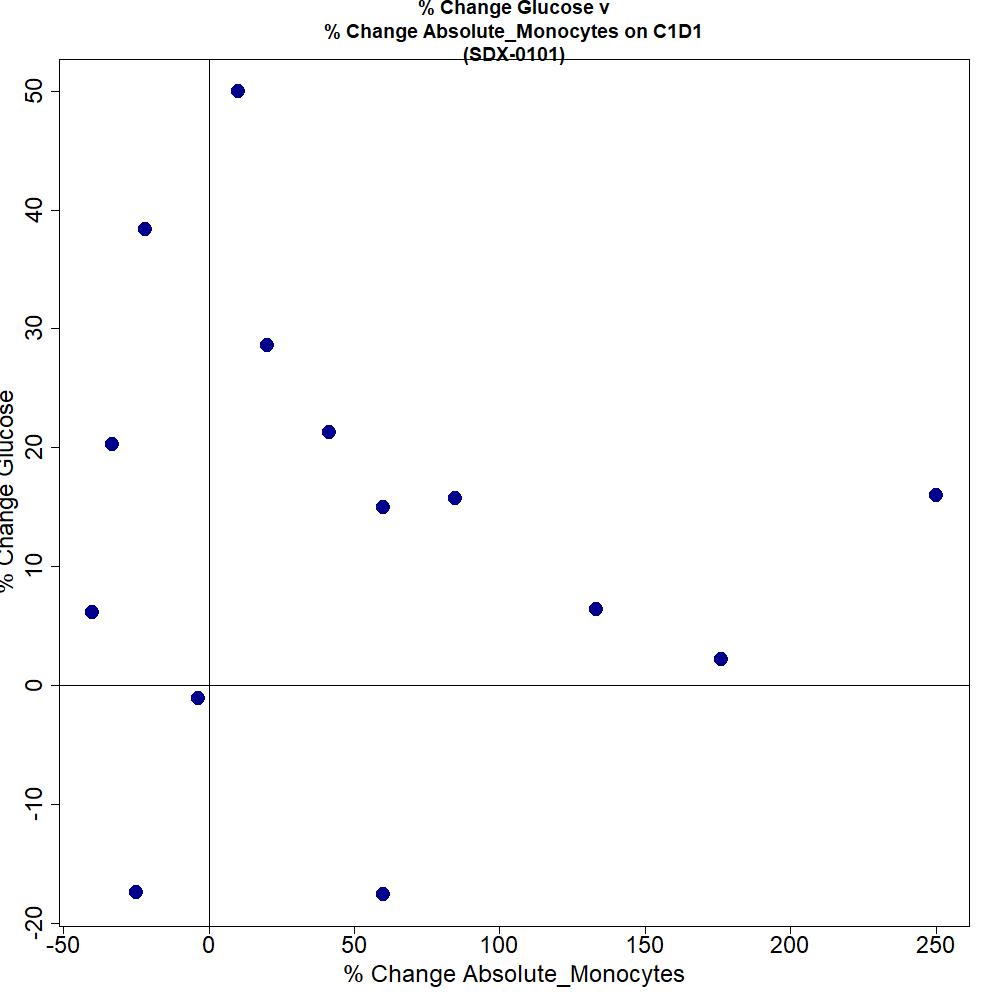 % Change Glucose v
% Change Absolute_Monocytes on C1D1
(SDX-0101)
% Change Glucose
50
40
30
20
10
0
-10
-20
-50 0 50 100 150 200 250
% Change Absolute_Monocytes